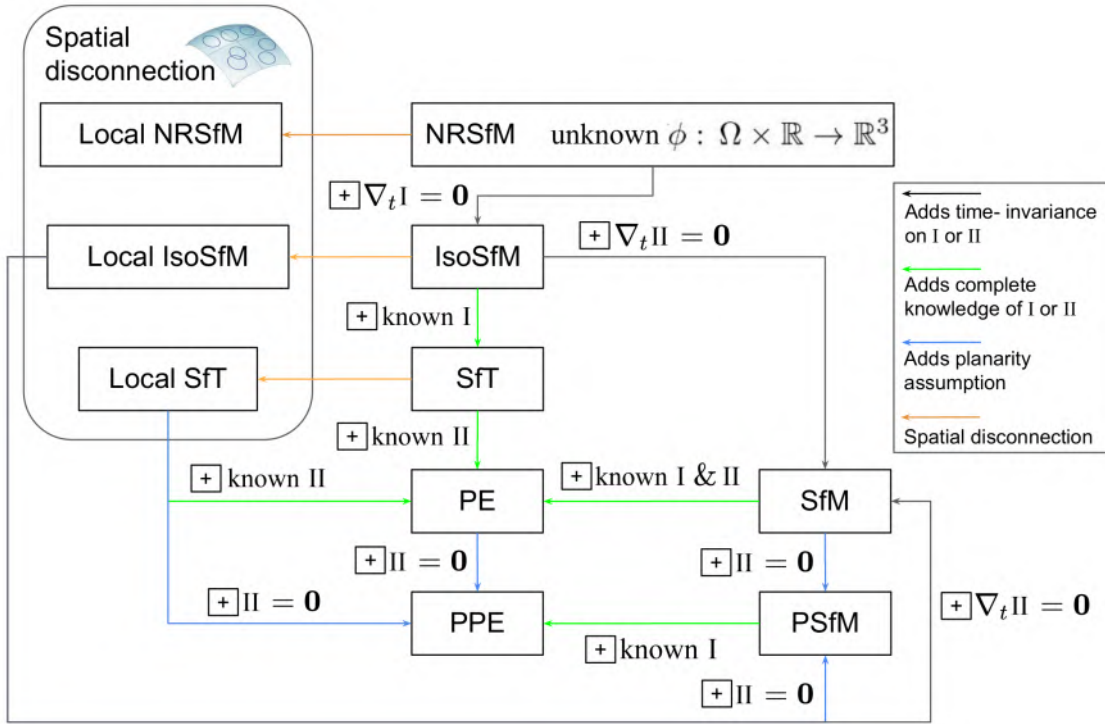 Spatial
disconnection
Local NRSfM
NRSfM unknown ϕ : Ω × ℝ → ℝ³
+ ∇ₜI = 0
Local IsoSfM
IsoSfM
+ ∇ₜII = 0
+ known I
Local SfT
SfT
+ known II
+ known II
PE
+ known I & II
SfM
+ II = 0
+ II = 0
+ II = 0
PPE
PSfM
+ ∇ₜII = 0
+ known I
+ II = 0
Adds time- invariance
on I or II
Adds complete
knowledge of I or II
Adds planarity
assumption
Spatial disconnection